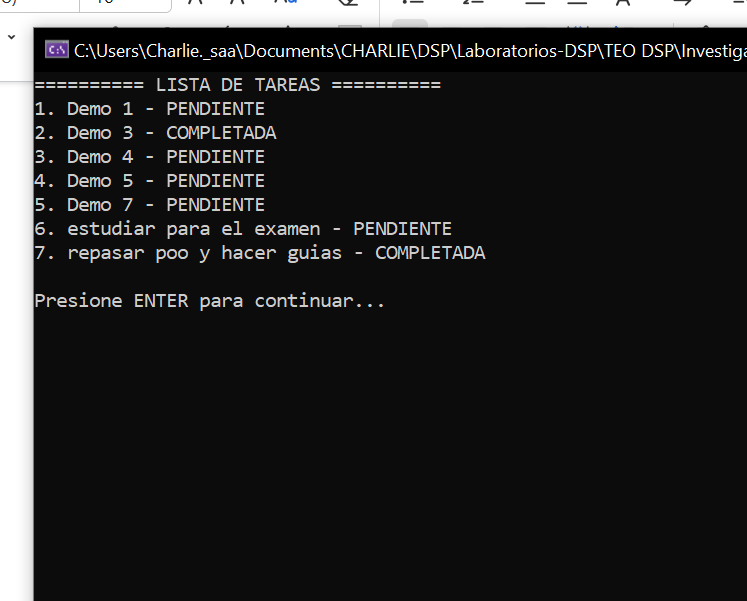 C:\Users\Charlie._saa\Documents\CHARLIE\DSP\Laboratorios-DSP\TEO DSP\Investiga
========== LISTA DE TAREAS ==========
1. Demo 1 - PENDIENTE
2. Demo 3 - COMPLETADA
3. Demo 4 - PENDIENTE
4. Demo 5 - PENDIENTE
5. Demo 7 - PENDIENTE
6. estudiar para el examen - PENDIENTE
7. repasar poo y hacer guias - COMPLETADA
Presione ENTER para continuar...